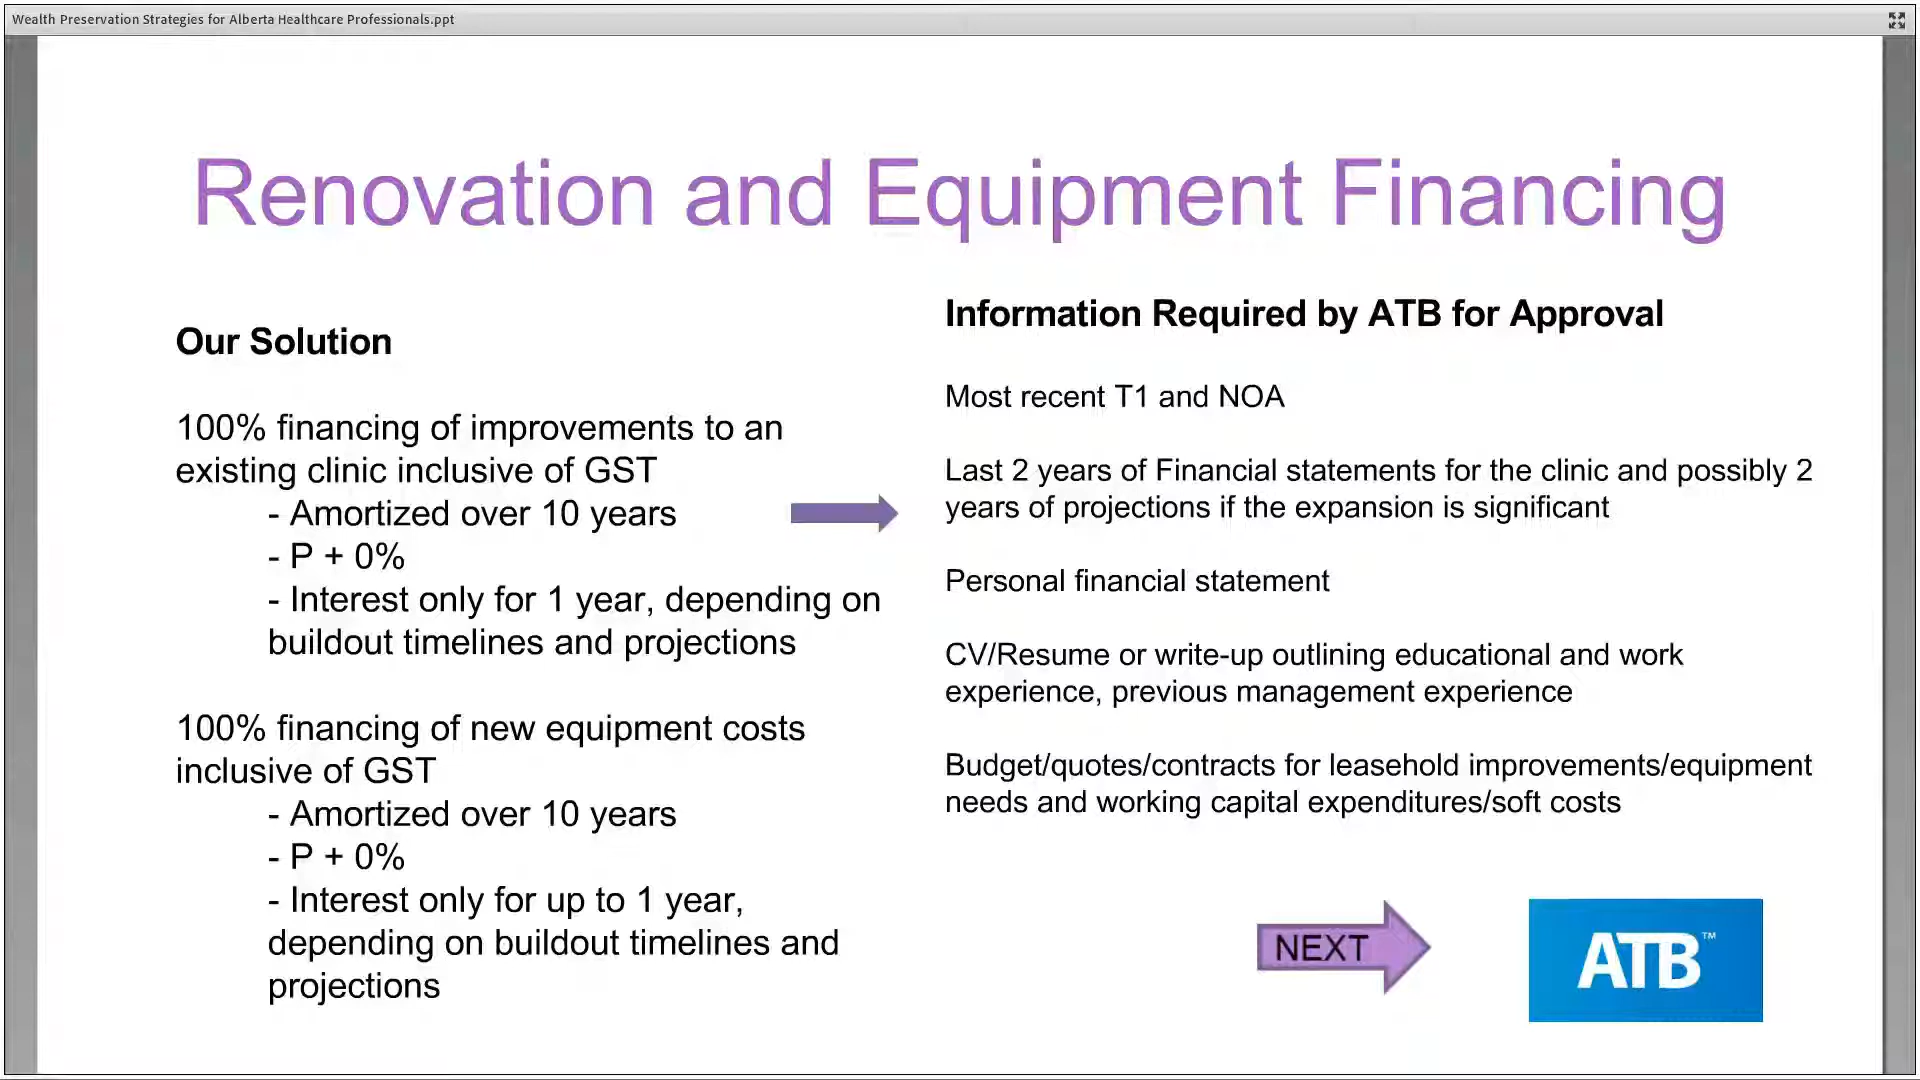 Wealth Preservation Strategies for Alberta Healthcare Professionals.ppt
Renovation and Equipment Financing
Our Solution
100% financing of improvements to an
existing clinic inclusive of GST
- Amortized over 10 years
- P + 0%
- Interest only for 1 year, depending on
buildout timelines and projections
100% financing of new equipment costs
inclusive of GST
- Amortized over 10 years
- P + 0%
- Interest only for up to 1 year,
depending on buildout timelines and
projections
Information Required by ATB for Approval
Most recent T1 and NOA
Last 2 years of Financial statements for the clinic and possibly 2
years of projections if the expansion is significant
Personal financial statement
CV/Resume or write-up outlining educational and work
experience, previous management experience
Budget/quotes/contracts for leasehold improvements/equipment
needs and working capital expenditures/soft costs
NEXT
ATB™